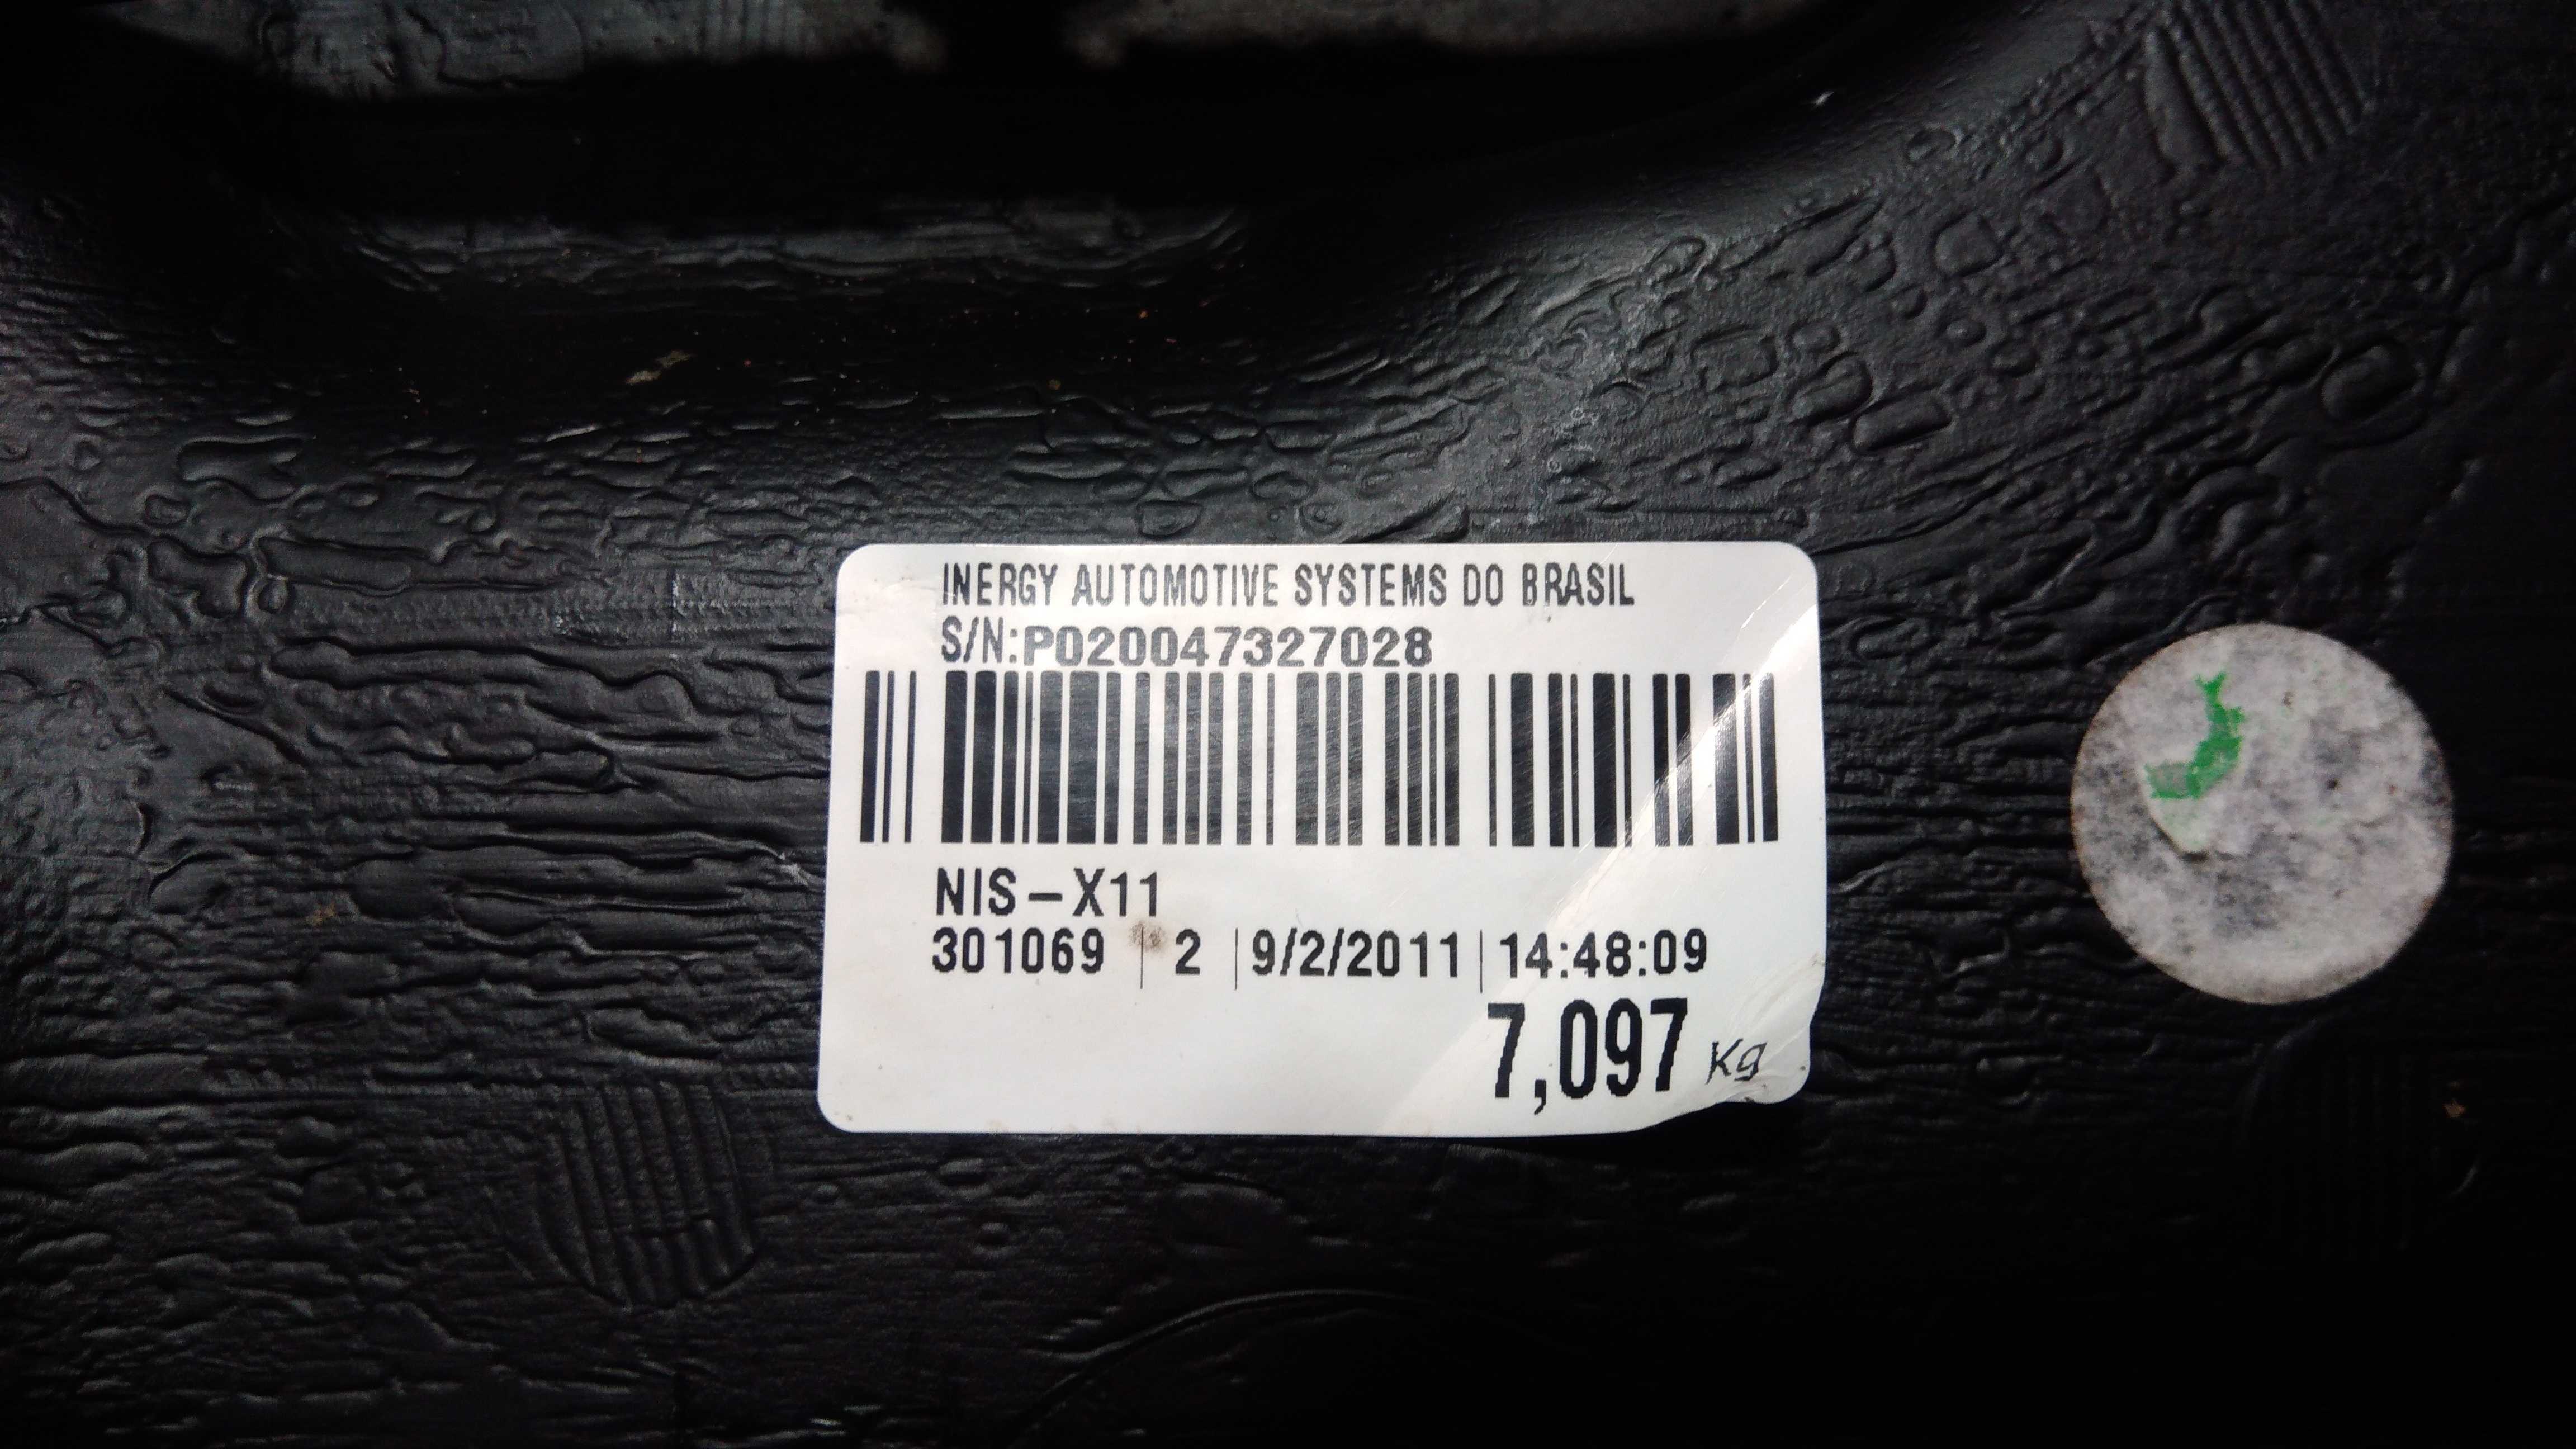 INERGY AUTOMOTIVE SYSTEMS DO BRASIL
S/N:P020047327028
NIS-X11
301069 | 2 | 9/2/2011 | 14:48:09
7,097 Kg